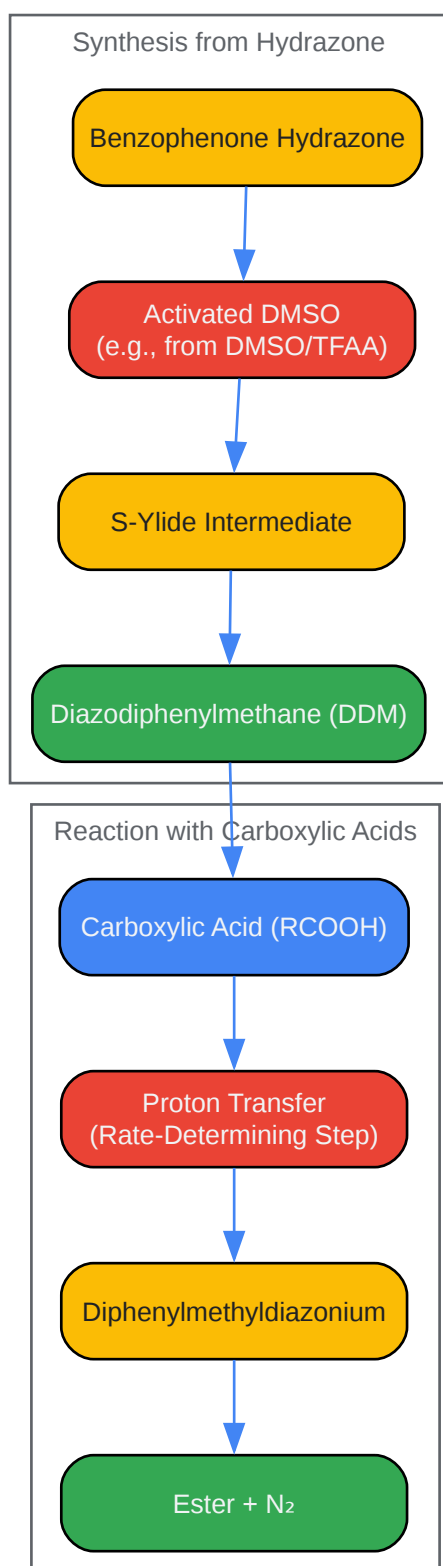 Synthesis from Hydrazone
Benzophenone Hydrazone
Activated DMSO
(e.g., from DMSO/TFAA)
S-Ylide Intermediate
Diazodiphenylmethane (DDM)
Reaction with Carboxylic Acids
Carboxylic Acid (RCOOH)
Proton Transfer
(Rate-Determining Step)
Diphenylmethyldiazonium
Ester + N₂